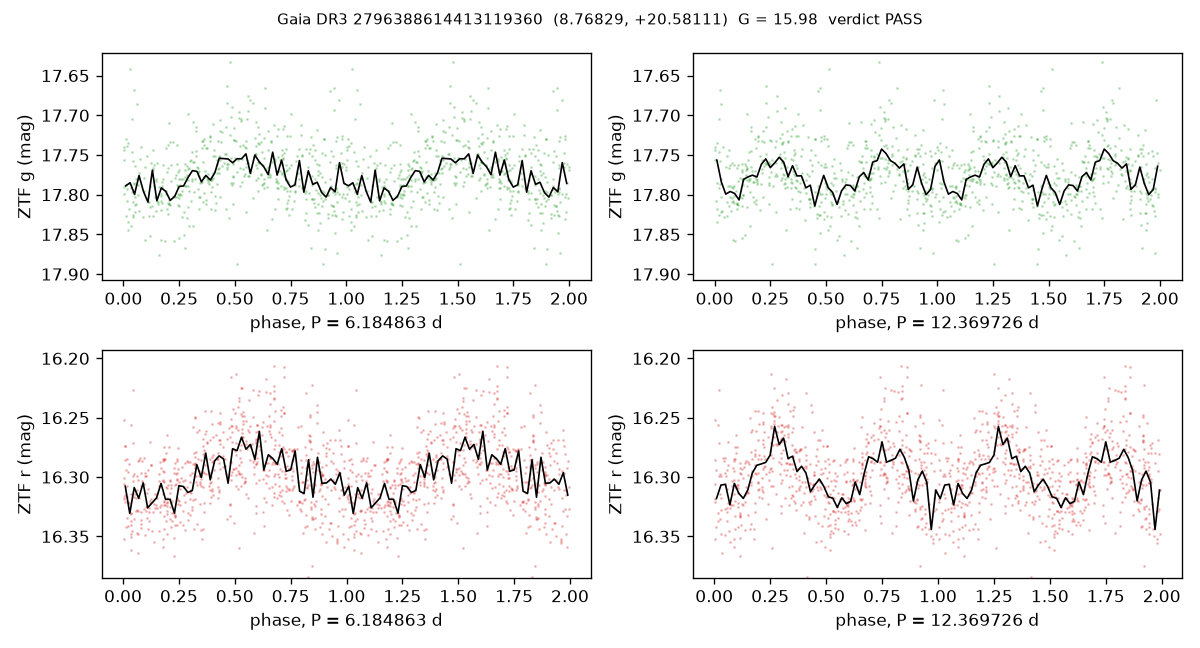 Gaia DR3 2796388614413119360 (8.76829, +20.58111) G = 15.98 verdict PASS
ZTF g (mag)
17.65
17.70
17.75
17.80
17.85
17.90
0.00 0.25 0.50 0.75 1.00 1.25 1.50 1.75 2.00
phase, P = 6.184863 d
ZTF g (mag)
17.65
17.70
17.75
17.80
17.85
17.90
0.00 0.25 0.50 0.75 1.00 1.25 1.50 1.75 2.00
phase, P = 12.369726 d
ZTF r (mag)
16.20
16.25
16.30
16.35
0.00 0.25 0.50 0.75 1.00 1.25 1.50 1.75 2.00
phase, P = 6.184863 d
ZTF r (mag)
16.20
16.25
16.30
16.35
0.00 0.25 0.50 0.75 1.00 1.25 1.50 1.75 2.00
phase, P = 12.369726 d